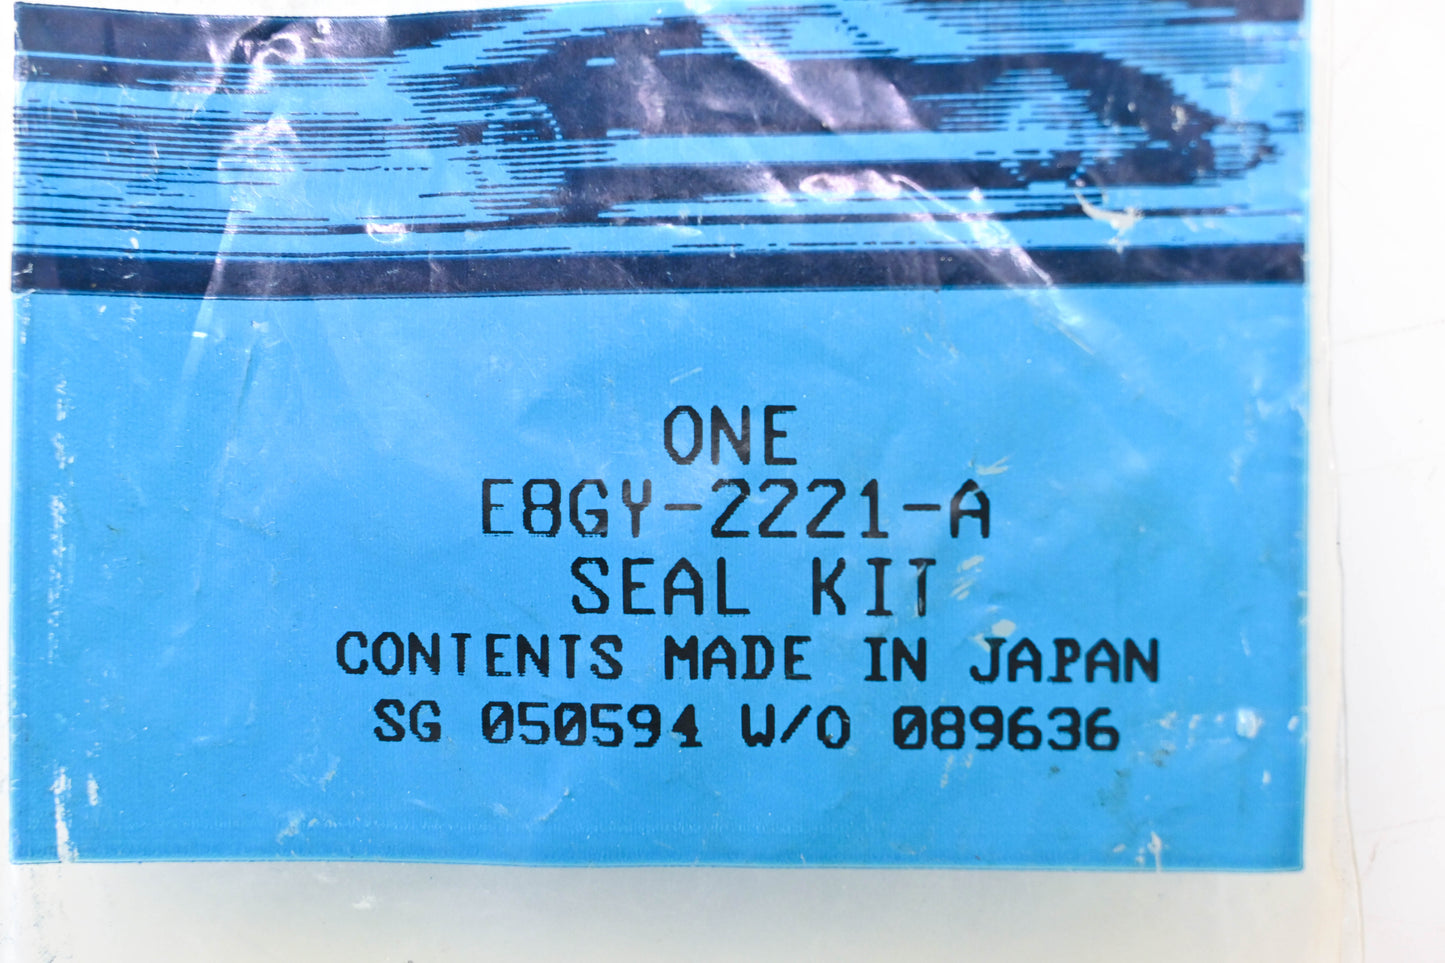 ONE
E8GY-2221-A
SEAL KIT
CONTENTS MADE IN JAPAN
SG 050594 W/O 089636